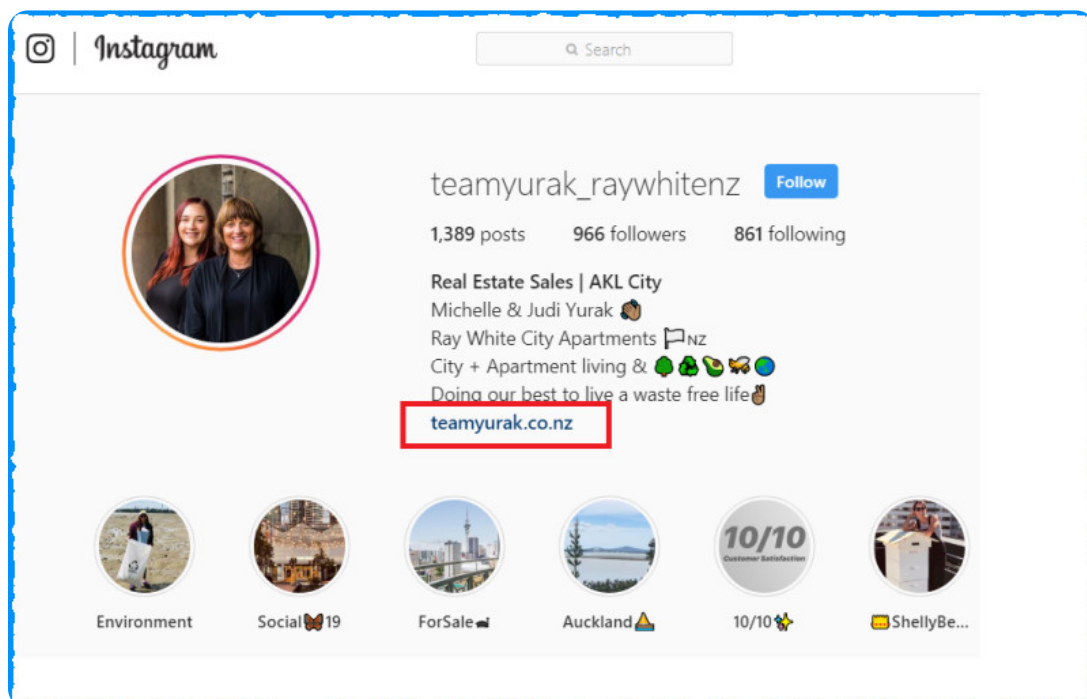 Instagram
Search
teamyurak_raywhitenz Follow
1,389 posts 966 followers 861 following
Real Estate Sales | AKL City
Michelle & Judi Yurak
Ray White City Apartments 🏳NZ
City + Apartment living & 🌳♻🥑🐝🌏
Doing our best to live a waste free life✌🏽
teamyurak.co.nz
10/10
Customer Satisfaction
Environment Social🦋19 ForSale🛋 Auckland⛵ 10/10✨ 🍯ShellyBe...